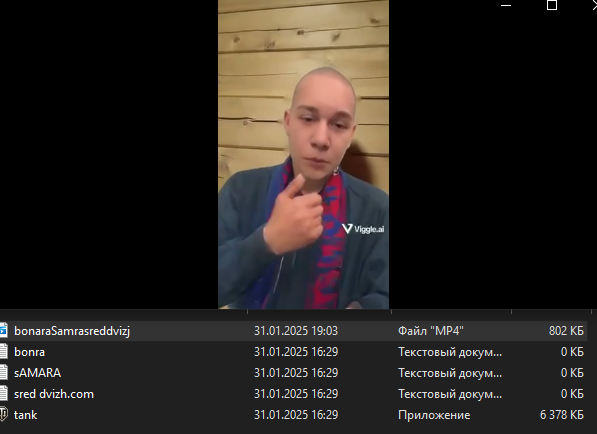 Viggle.ai
bonaraSamrasreddvizj 31.01.2025 19:03 Файл "MP4" 802 КБ
bonra 31.01.2025 16:29 Текстовый докум... 0 КБ
sAMARA 31.01.2025 16:29 Текстовый докум... 0 КБ
sred dvizh.com 31.01.2025 16:29 Текстовый докум... 0 КБ
tank 31.01.2025 16:29 Приложение 6 378 КБ